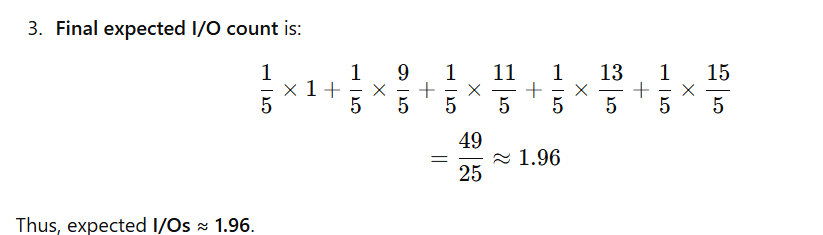 3. Final expected I/O count is:
1/5 × 1 + 1/5 × 9/5 + 1/5 × 11/5 + 1/5 × 13/5 + 1/5 × 15/5
= 49/25 ≈ 1.96
Thus, expected I/Os ≈ 1.96.